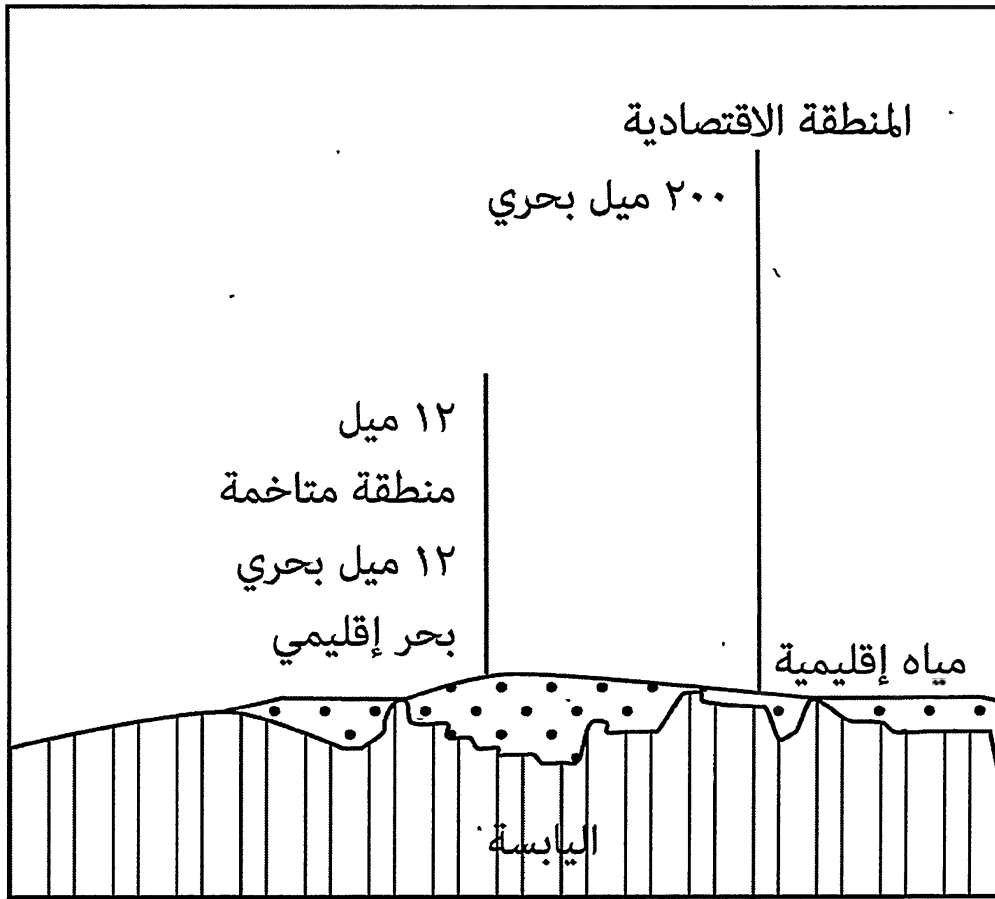 المنطقة الاقتصادية
٢٠٠ ميل بحري
١٢ ميل
منطقة متاخمة
١٢ ميل بحري
بحر إقليمي
مياه إقليمية
اليابسة